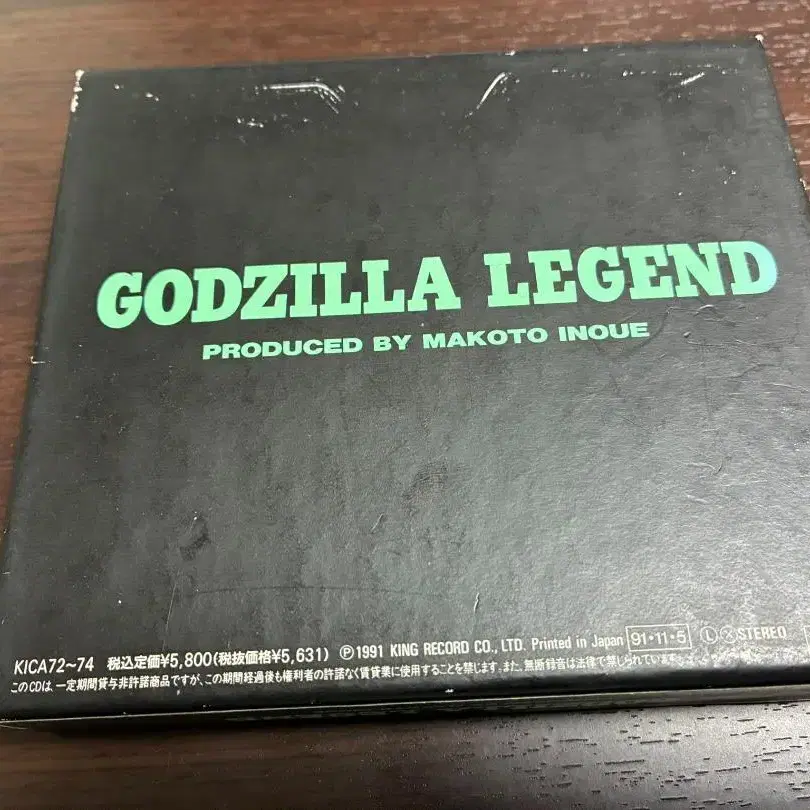 GODZILLA LEGEND
PRODUCED BY MAKOTO INOUE
KICA72~74 税込定価¥5,800(税抜価格¥5,631) Ⓟ1991 KING RECORD CO., LTD. Printed in Japan 91・11・5 Ⓛ Ⓧ STEREO
このCDは、一定期間貸与非許諾商品ですが、この期間経過後も権利者の許諾なく賃貸業に使用することを禁じます。また、無断録音は法律で禁じられています。